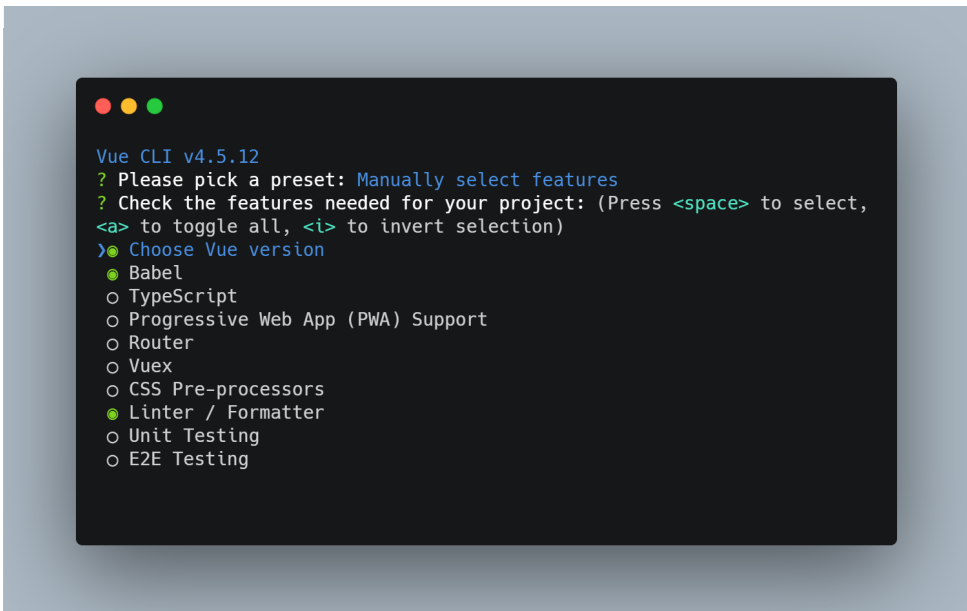 Vue CLI v4.5.12
? Please pick a preset: Manually select features
? Check the features needed for your project: (Press <space> to select,
<a> to toggle all, <i> to invert selection)
❯◉ Choose Vue version
◉ Babel
◯ TypeScript
◯ Progressive Web App (PWA) Support
◯ Router
◯ Vuex
◯ CSS Pre-processors
◉ Linter / Formatter
◯ Unit Testing
◯ E2E Testing